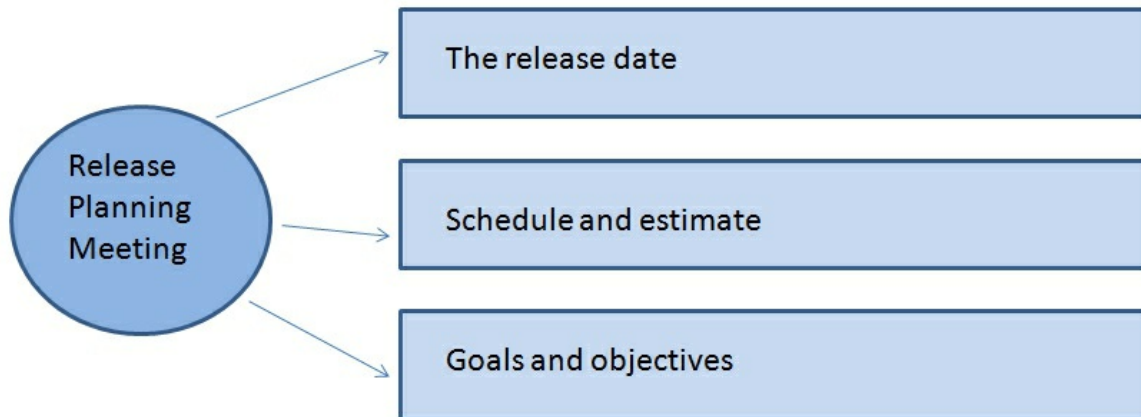 Release
Planning
Meeting
The release date
Schedule and estimate
Goals and objectives